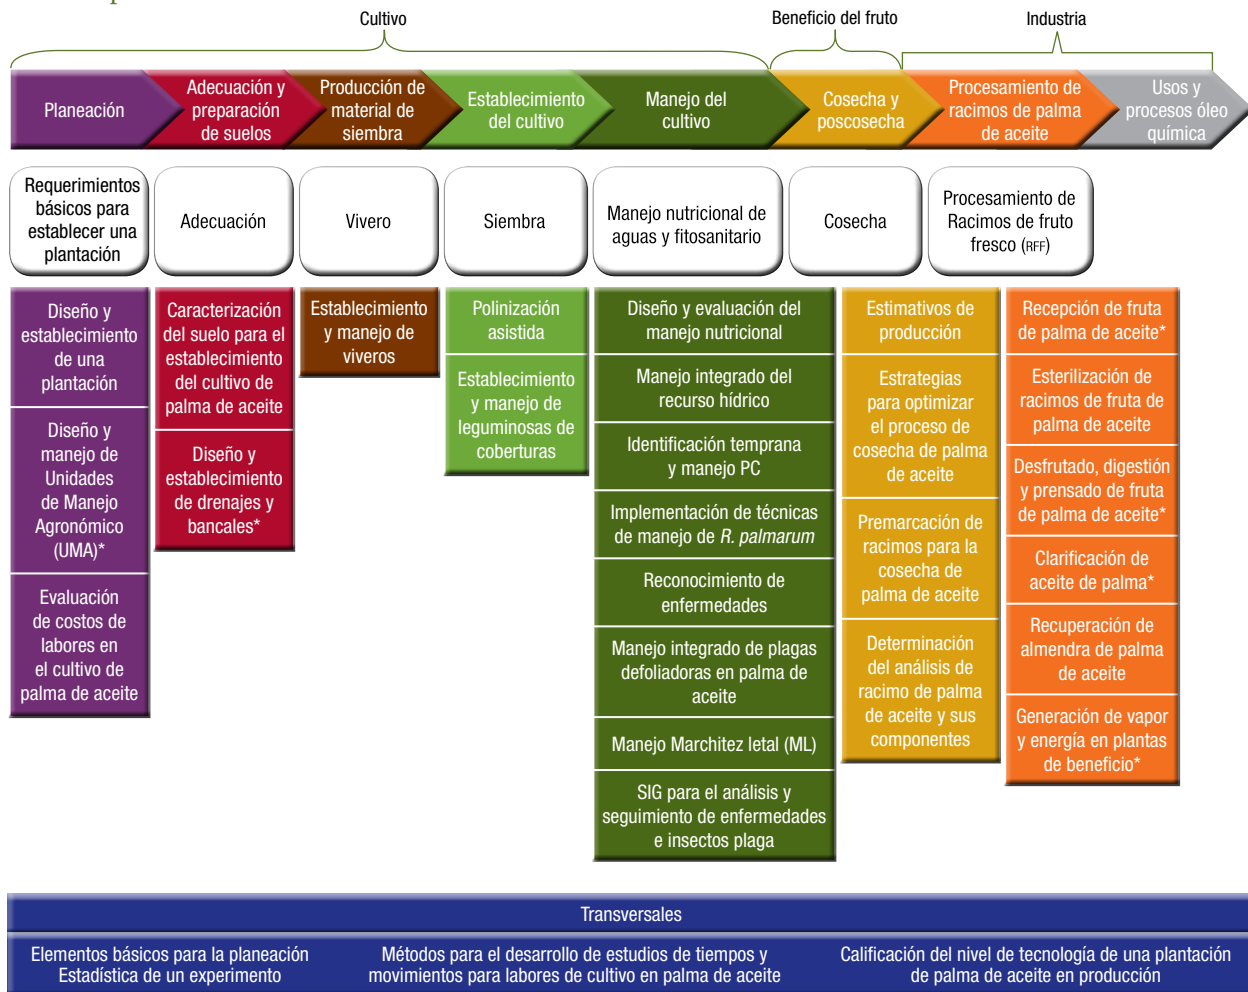 Cultivo
Beneficio del fruto
Industria
Planeación
Adecuación y
preparación
de suelos
Producción de
material de
siembra
Establecimiento
del cultivo
Manejo del
cultivo
Cosecha y
poscosecha
Procesamiento de
racimos de palma
de aceite
Usos y
procesos óleo
química
Requerimientos
básicos para
establecer una
plantación
Adecuación
Vivero
Siembra
Manejo nutricional de
aguas y fitosanitario
Cosecha
Procesamiento de
Racimos de fruto
fresco (RFF)
Diseño y
establecimiento
de una
plantación
Diseño y
manejo de
Unidades
de Manejo
Agronómico
(UMA)*
Evaluación
de costos de
labores en
el cultivo de
palma de aceite
Caracterización
del suelo para el
establecimiento
del cultivo de
palma de aceite
Diseño y
establecimiento
de drenajes y
bancales*
Establecimiento
y manejo de
viveros
Polinización
asistida
Establecimiento
y manejo de
leguminosas de
coberturas
Diseño y evaluación del
manejo nutricional
Manejo integrado del
recurso hídrico
Identificación temprana
y manejo PC
Implementación de técnicas
de manejo de R. palmarum
Reconocimiento de
enfermedades
Manejo integrado de plagas
defoliadoras en palma de
aceite
Manejo Marchitez letal (ML)
SIG para el análisis y
seguimiento de enfermedades
e insectos plaga
Estimativos de
producción
Estrategias
para optimizar
el proceso de
cosecha de palma
de aceite
Premarcación de
racimos para la
cosecha de
palma de aceite
Determinación
del análisis de
racimo de palma
de aceite y sus
componentes
Recepción de fruta
de palma de aceite*
Esterilización de
racimos de fruta de
palma de aceite
Desfrutado, digestión
y prensado de fruta
de palma de aceite*
Clarificación de
aceite de palma*
Recuperación de
almendra de palma
de aceite
Generación de vapor
y energía en plantas
de beneficio*
Transversales
Elementos básicos para la planeación
Estadística de un experimento
Métodos para el desarrollo de estudios de tiempos y
movimientos para labores de cultivo en palma de aceite
Calificación del nivel de tecnología de una plantación
de palma de aceite en producción